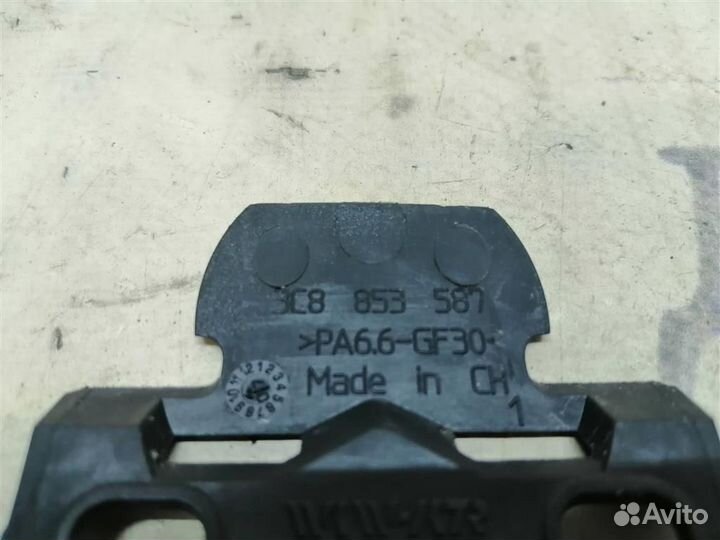 3C8 853 587
>PA6.6-GF30-
Made in CH
1
Avito